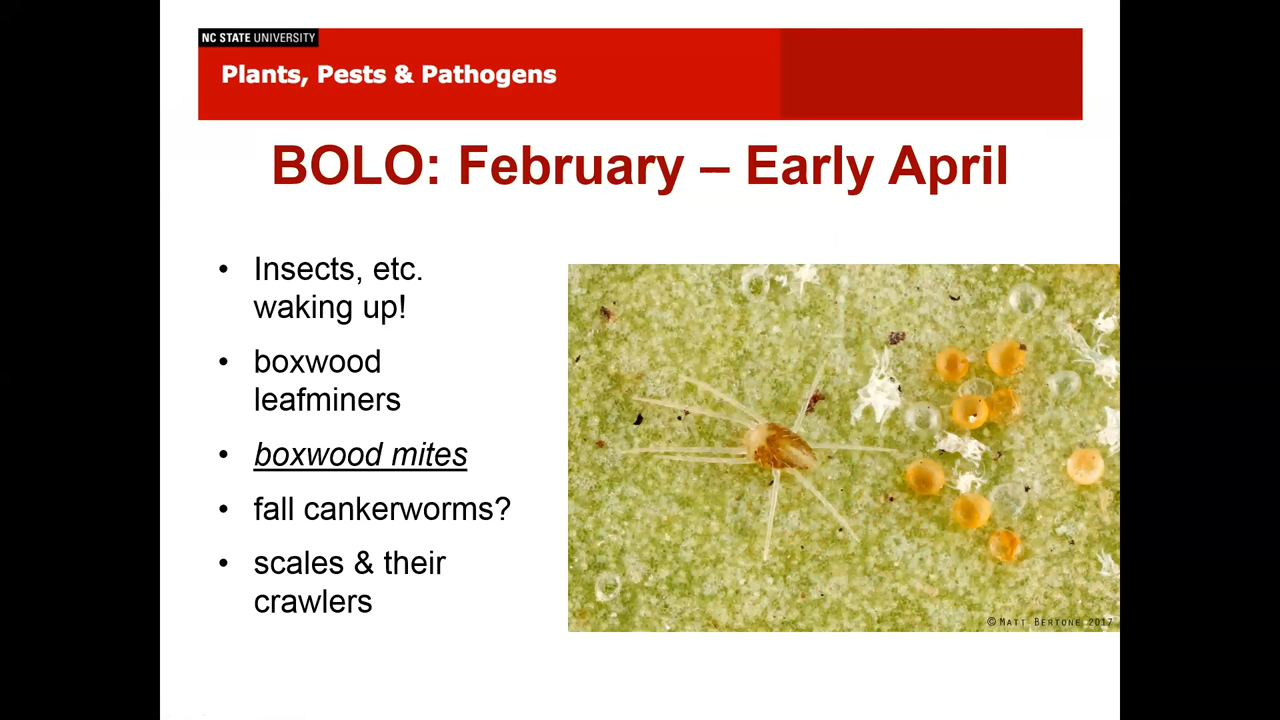 NC STATE UNIVERSITY
Plants, Pests & Pathogens
BOLO: February – Early April
• Insects, etc.
waking up!
• boxwood
leafminers
• boxwood mites
• fall cankerworms?
• scales & their
crawlers
© MATT BERTONE 2017